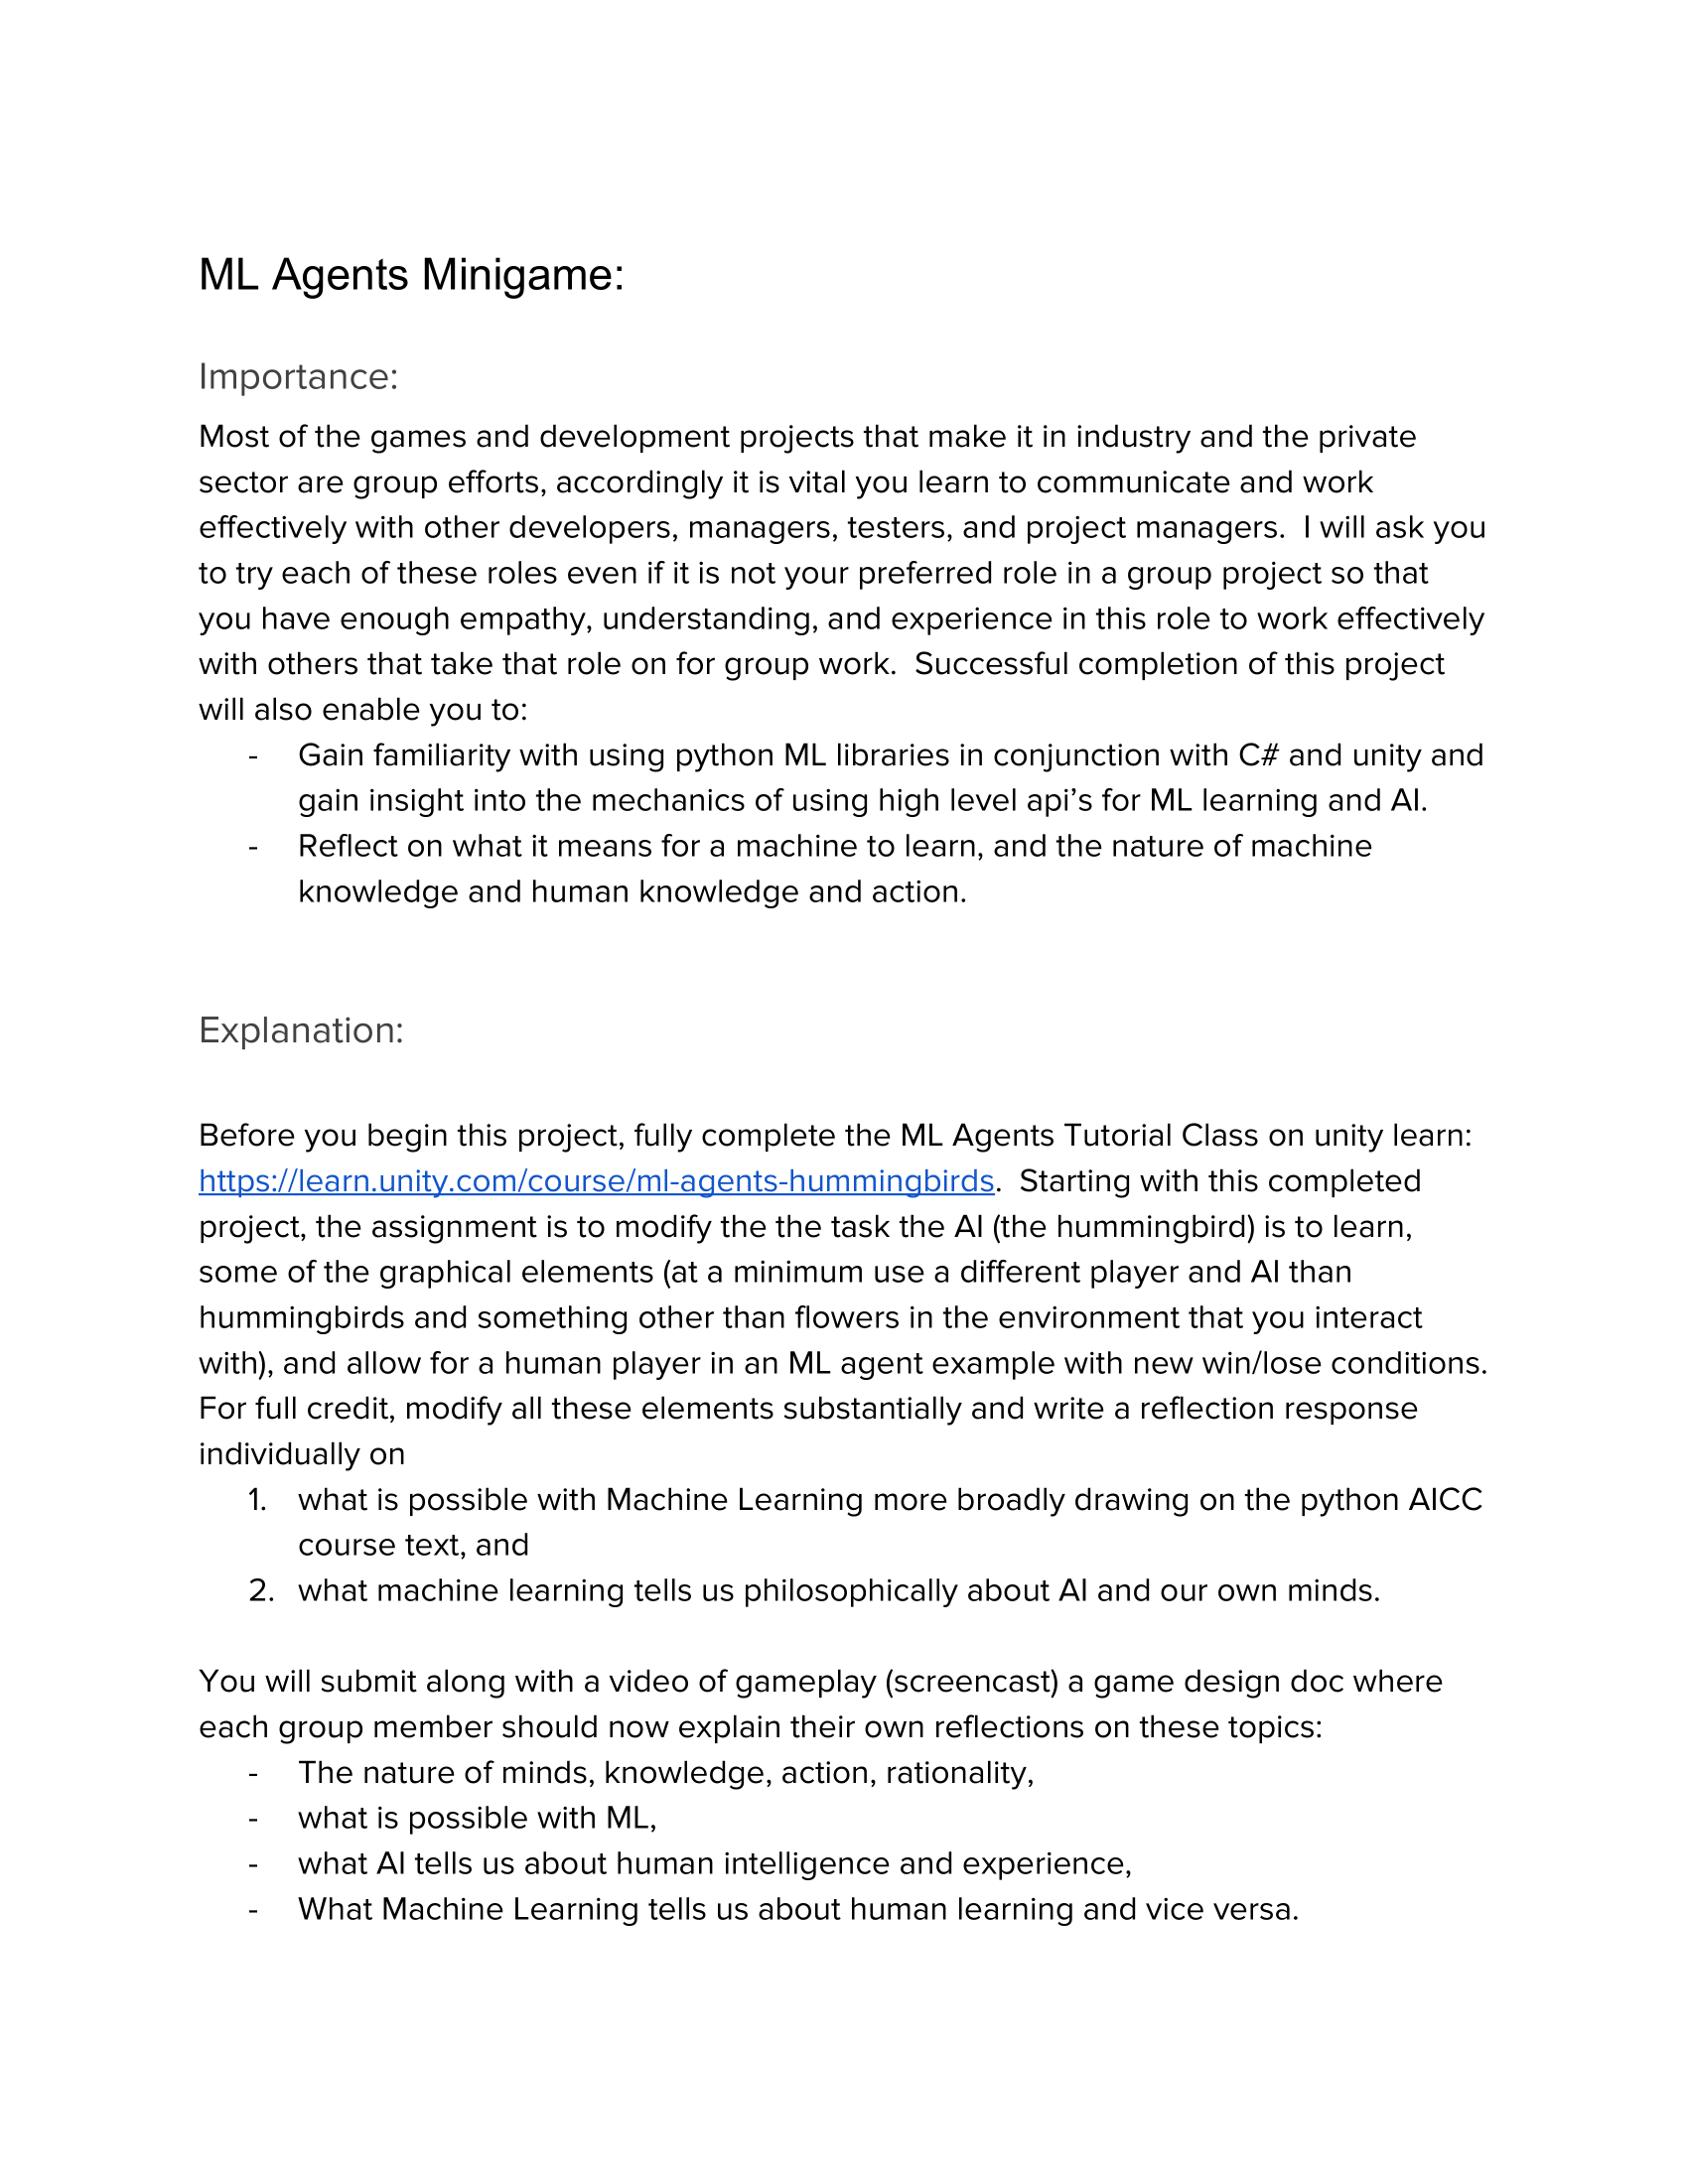 ML Agents Minigame:
Importance:
Most of the games and development projects that make it in industry and the private
sector are group efforts, accordingly it is vital you learn to communicate and work
effectively with other developers, managers, testers, and project managers.  I will ask you
to try each of these roles even if it is not your preferred role in a group project so that
you have enough empathy, understanding, and experience in this role to work effectively
with others that take that role on for group work.  Successful completion of this project
will also enable you to:
- Gain familiarity with using python ML libraries in conjunction with C# and unity and
gain insight into the mechanics of using high level api's for ML learning and AI.
- Reflect on what it means for a machine to learn, and the nature of machine
knowledge and human knowledge and action.
Explanation:
Before you begin this project, fully complete the ML Agents Tutorial Class on unity learn:
https://learn.unity.com/course/ml-agents-hummingbirds.  Starting with this completed
project, the assignment is to modify the the task the AI (the hummingbird) is to learn,
some of the graphical elements (at a minimum use a different player and AI than
hummingbirds and something other than flowers in the environment that you interact
with), and allow for a human player in an ML agent example with new win/lose conditions.
For full credit, modify all these elements substantially and write a reflection response
individually on
1. what is possible with Machine Learning more broadly drawing on the python AICC
course text, and
2. what machine learning tells us philosophically about AI and our own minds.
You will submit along with a video of gameplay (screencast) a game design doc where
each group member should now explain their own reflections on these topics:
- The nature of minds, knowledge, action, rationality,
- what is possible with ML,
- what AI tells us about human intelligence and experience,
- What Machine Learning tells us about human learning and vice versa.